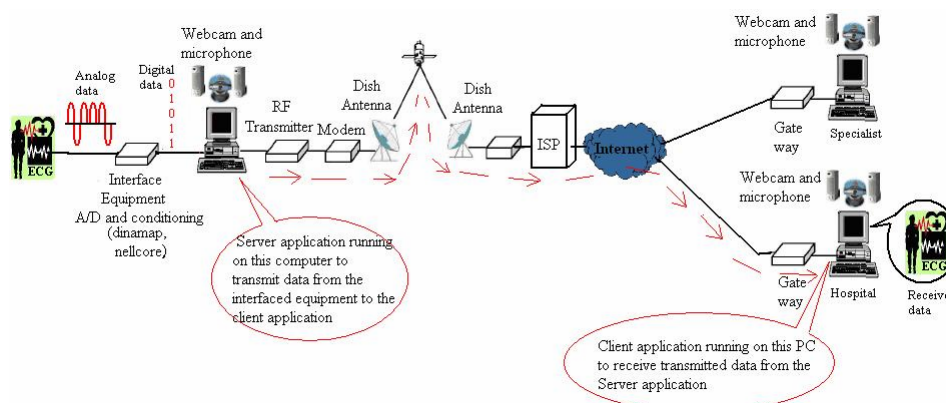 Webcam and
microphone
Analog
data
Digital
data
0
1
0
1
1
ECG
Interface
Equipment
A/D and conditioning
(dinamap,
nellcore)
RF
Transmitter
Modem
Dish
Antenna
Dish
Antenna
ISP
Internet
Webcam and
microphone
Gate
way
Specialist
Webcam and
microphone
Gate
way
Hospital
ECG
Receive
data
Server application running
on this computer to
transmit data from the
interfaced equipment to the
client application
Client application running on this PC
to receive transmitted data from the
Server application